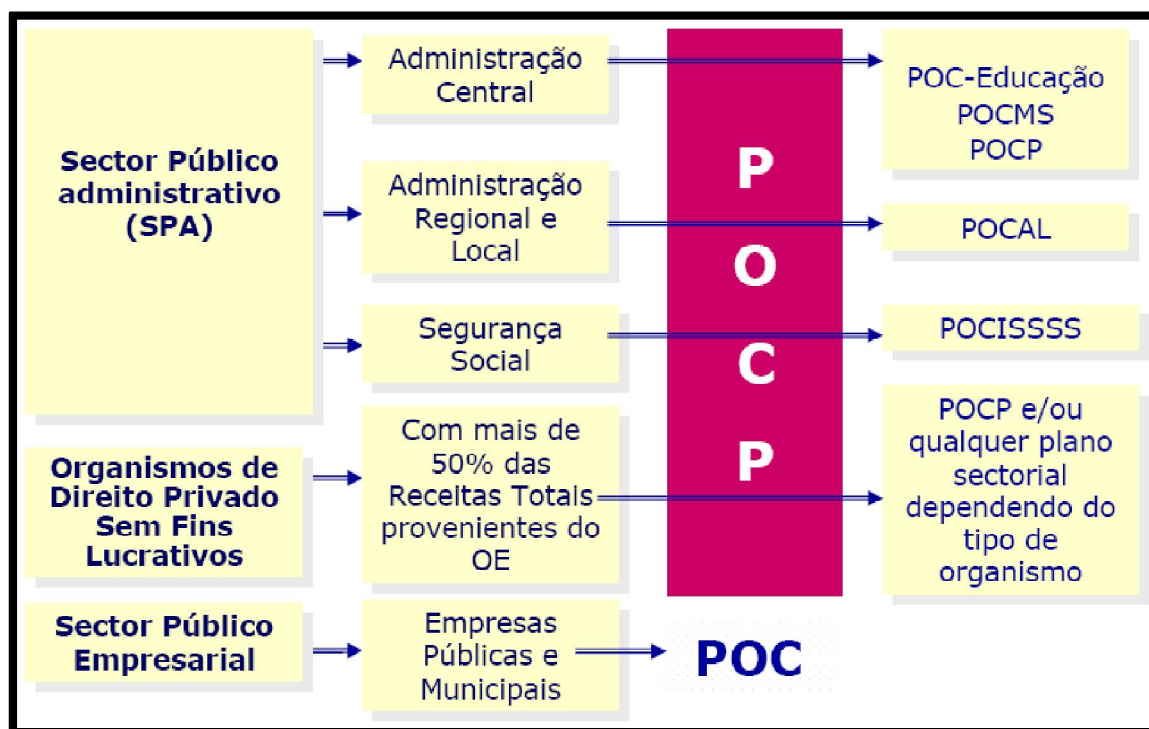 Sector Público
administrativo
(SPA)
Administração
Central
Administração
Regional e
Local
Segurança
Social
P
O
C
P
POC-Educação
POCMS
POCP
POCAL
POCISSSS
Organismos de
Direito Privado
Sem Fins
Lucrativos
Com mais de
50% das
Receitas Totais
provenientes do
OE
POCP e/ou
qualquer plano
sectorial
dependendo do
tipo de
organismo
Sector Público
Empresarial
Empresas
Públicas e
Municipais
POC